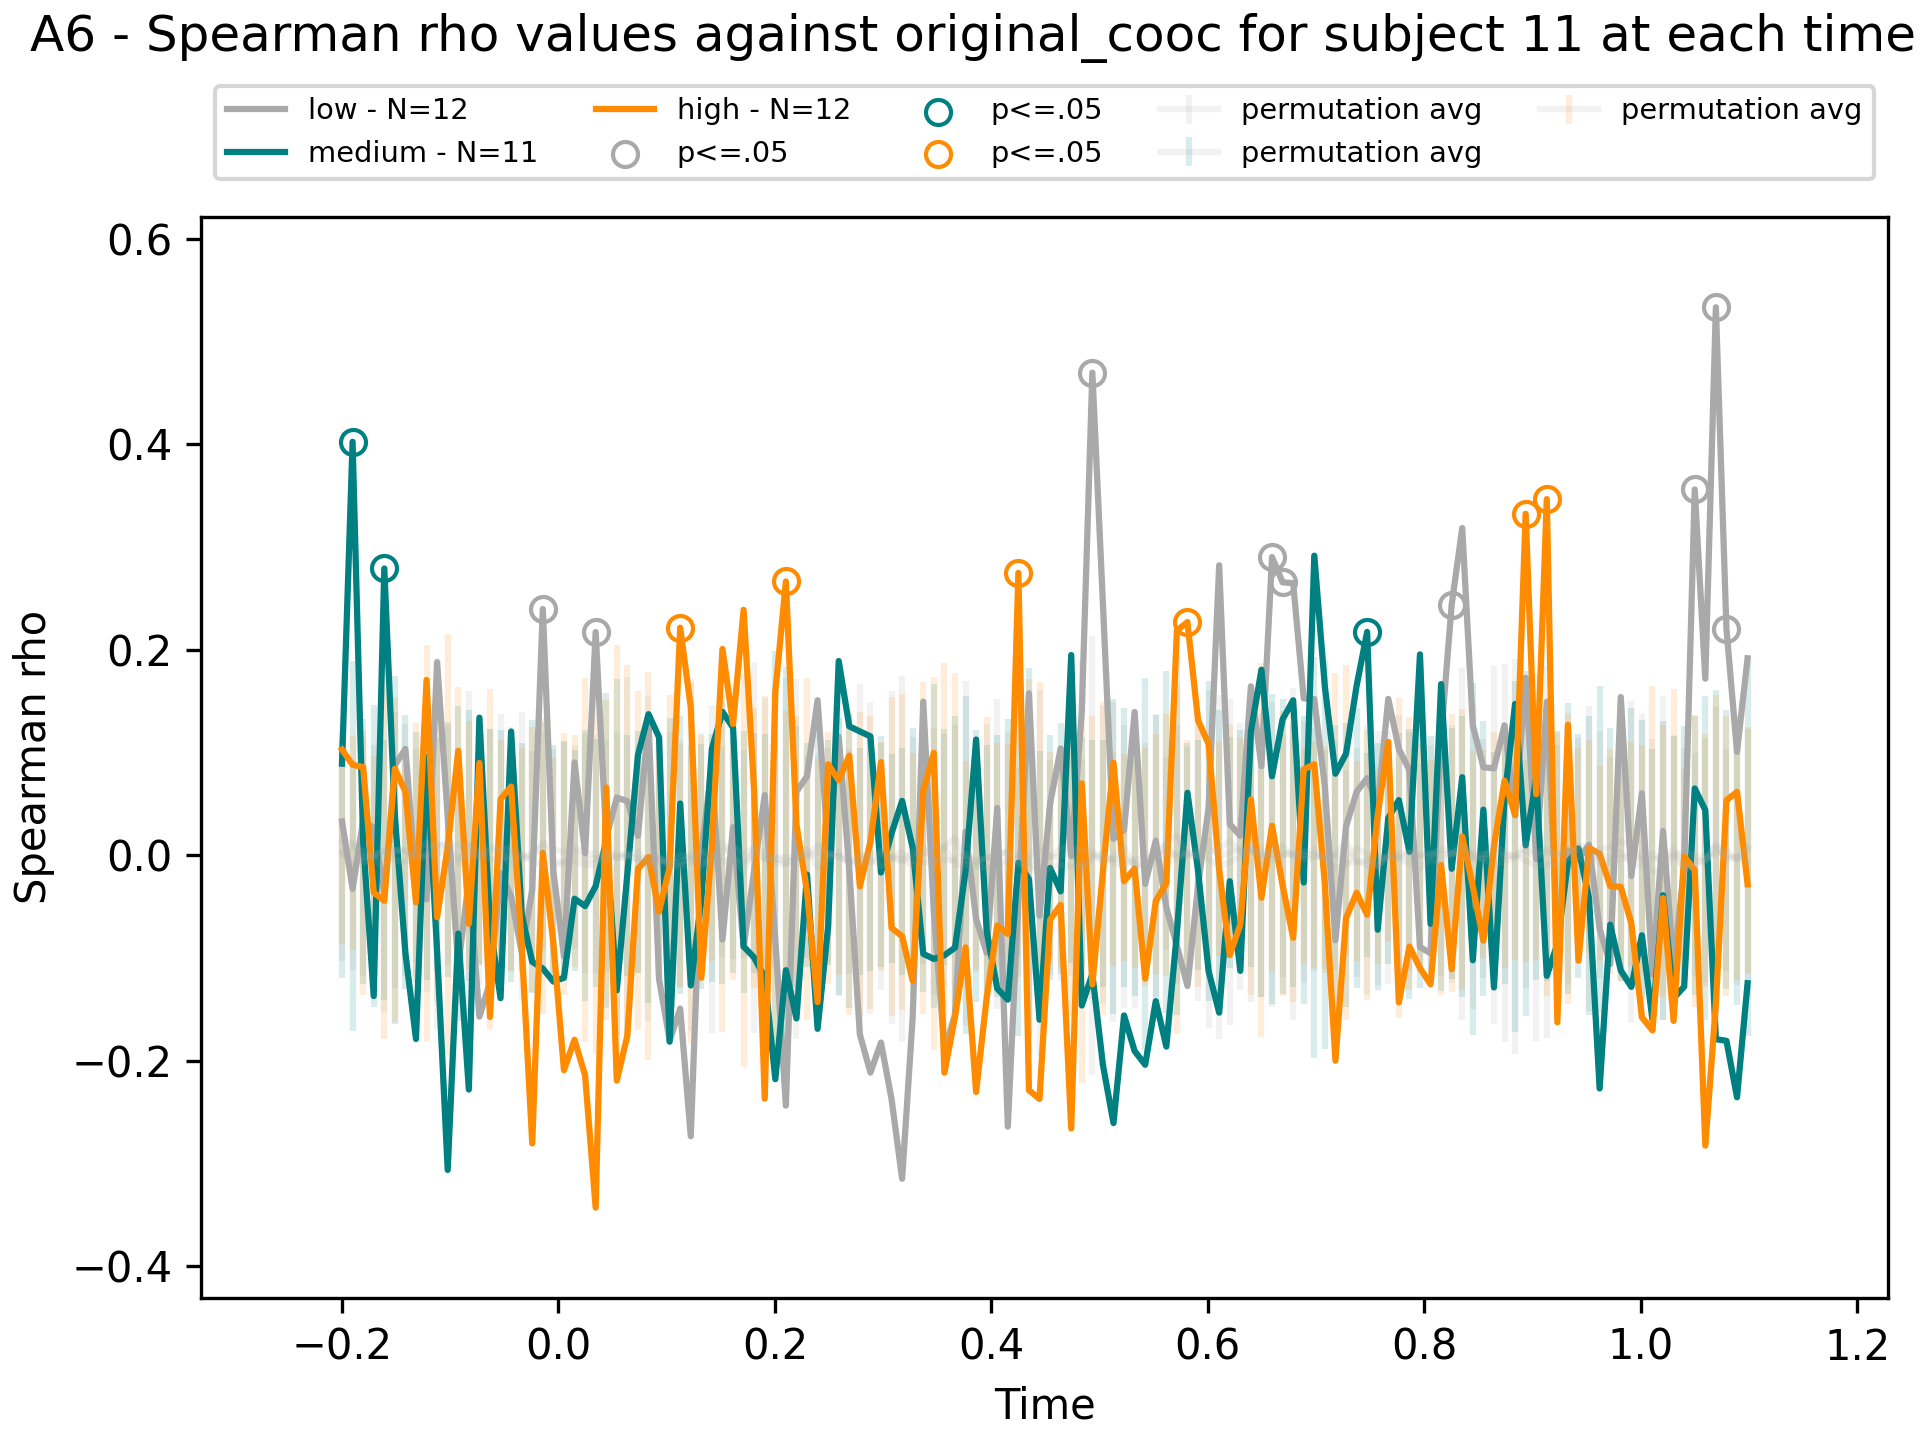 A6 - Spearman rho values against original_cooc for subject 11 at each time
low - N=12
medium - N=11
high - N=12
p<=.05
p<=.05
p<=.05
permutation avg
permutation avg
permutation avg
0.6
0.4
0.2
0.0
−0.2
−0.4
Spearman rho
−0.2 0.0 0.2 0.4 0.6 0.8 1.0 1.2
Time